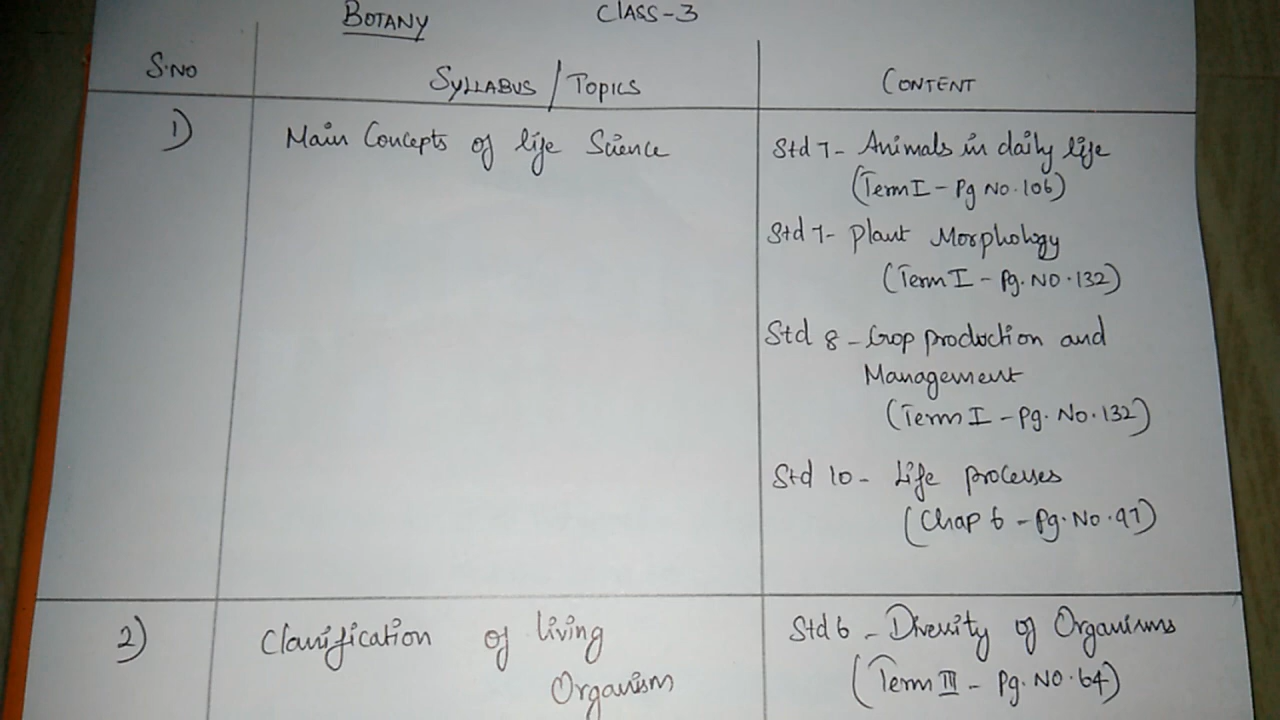 BOTANY CLASS-3
S.NO SYLLABUS / TOPICS CONTENT
1) Main Concepts of life Science
Std 7- Animals in daily life
(Term I - Pg No. 106)
Std 7- Plant Morphology
(Term I - Pg. NO. 132)
Std 8 - Crop production and
Management
(Term I - Pg. No. 132)
Std 10 - Life processes
(Chap 6 - Pg. No. 97)
2) Classification of living
Organism
Std 6 - Diversity of Organisms
(Term III - Pg. NO. 64)